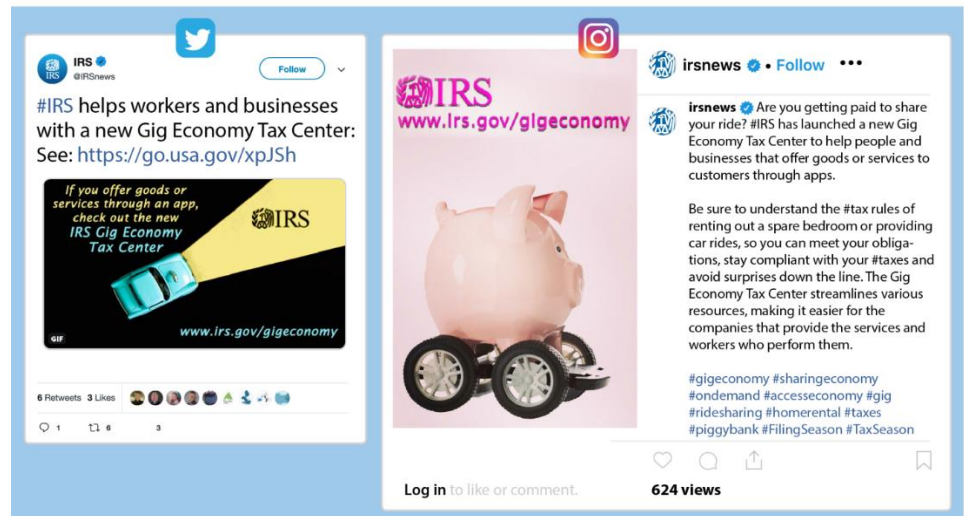 IRS
@IRSnews
Follow
#IRS helps workers and businesses
with a new Gig Economy Tax Center:
See: https://go.usa.gov/xpJSh
If you offer goods or
services through an app,
check out the new
IRS Gig Economy
Tax Center
IRS
www.irs.gov/gigeconomy
GIF
6 Retweets 3 Likes
1 6 3
IRS
www.irs.gov/gigeconomy
irsnews • Follow •••
irsnews Are you getting paid to share
your ride? #IRS has launched a new Gig
Economy Tax Center to help people and
businesses that offer goods or services to
customers through apps.
Be sure to understand the #tax rules of
renting out a spare bedroom or providing
car rides, so you can meet your obliga-
tions, stay compliant with your #taxes and
avoid surprises down the line. The Gig
Economy Tax Center streamlines various
resources, making it easier for the
companies that provide the services and
workers who perform them.
#gigeconomy #sharingeconomy
#ondemand #accesseconomy #gig
#ridesharing #homerental #taxes
#piggybank #FilingSeason #TaxSeason
Log in to like or comment.
624 views